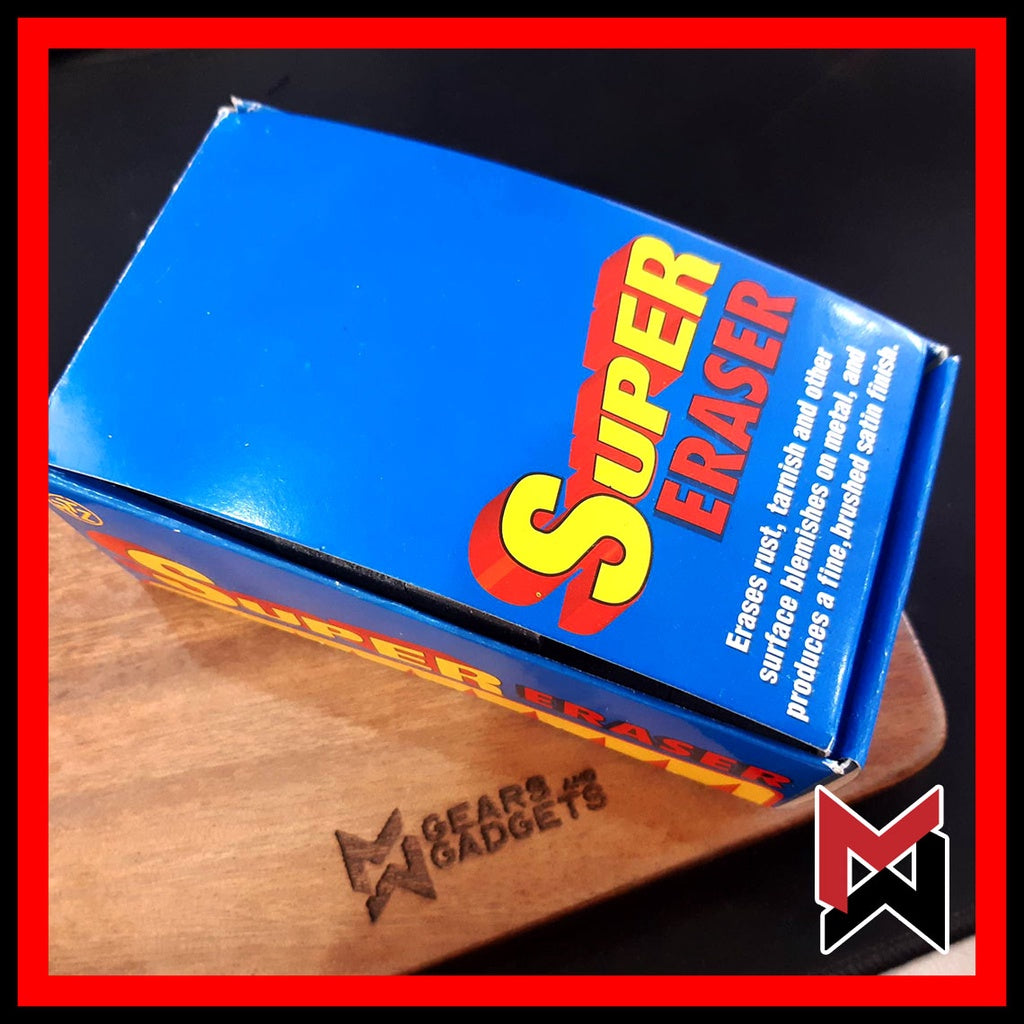 SUPER
ERASER
Erases rust, tarnish and other
surface blemishes on metal, and
produces a fine, brushed satin finish.
SUPER ERASER
GEARS AND
GADGETS